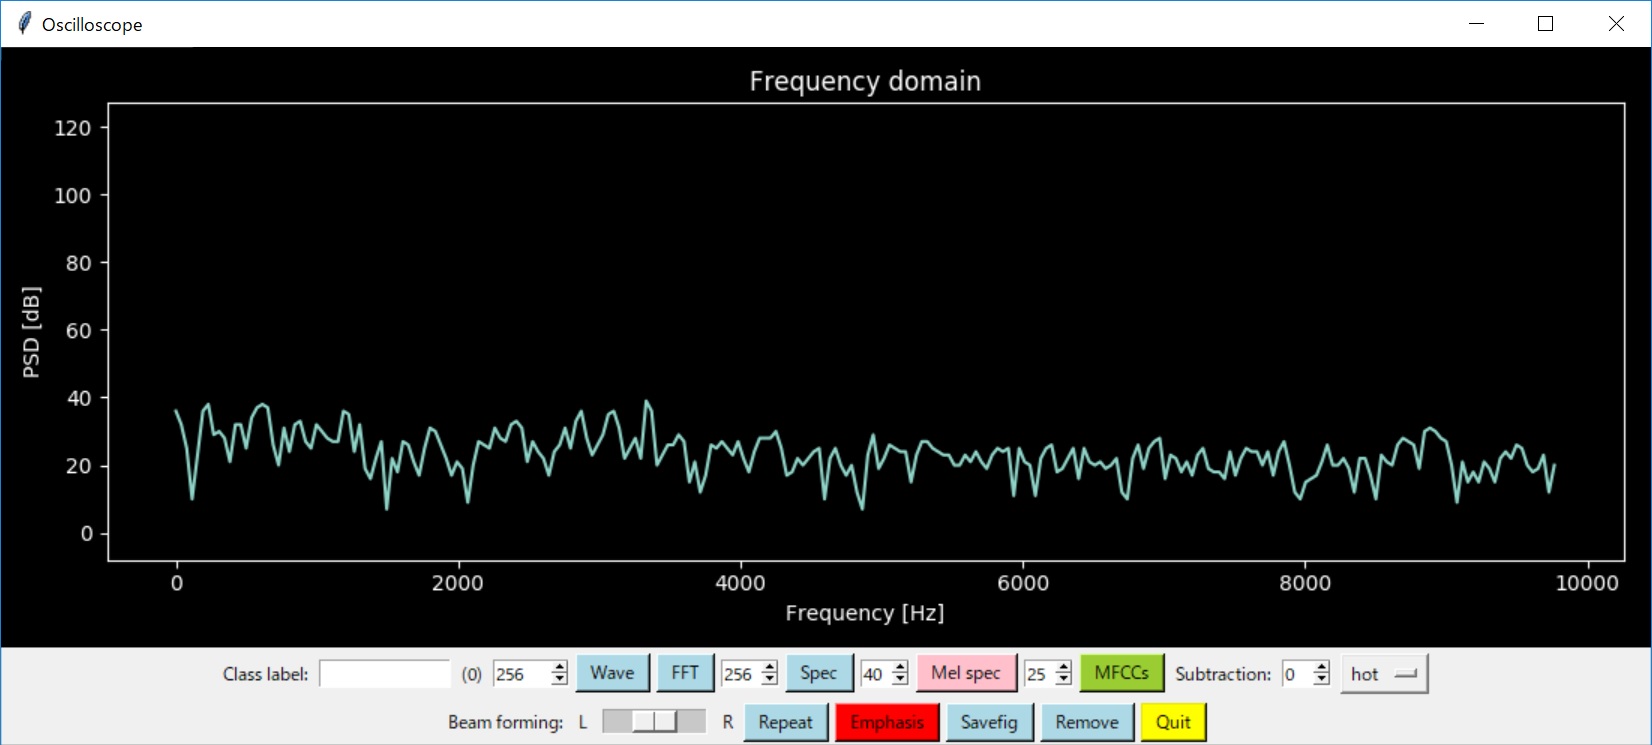 Oscilloscope
Frequency domain
120
100
80
60
40
20
0
PSD [dB]
0 2000 4000 6000 8000 10000
Frequency [Hz]
Class label: (0) 256 Wave FFT 256 Spec 40 Mel spec 25 MFCCs Subtraction: 0 hot
Beam forming: L R Repeat Emphasis Savefig Remove Quit